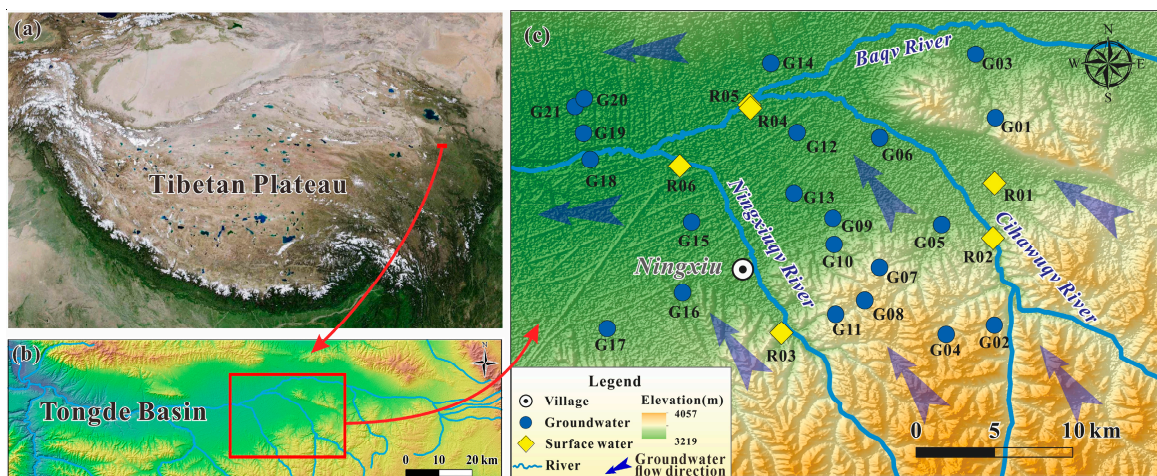 (a)
Tibetan Plateau
(b)
N
Tongde Basin
0 10 20 km
(c)
N
W E
S
Baqv River
G14
G03
R05
R04
G20
G21
G19
G18
G12
G06
G01
R06
Ningxiuqv River
G13
R01
Cihawuqv River
G15
G09
G05
R02
G10
Ningxiu
G07
G16
G08
G11
G17
R03
G04
G02
Legend
Village
Groundwater
Surface water
River
Elevation(m)
4057
3219
Groundwater
flow direction
0 5 10 km